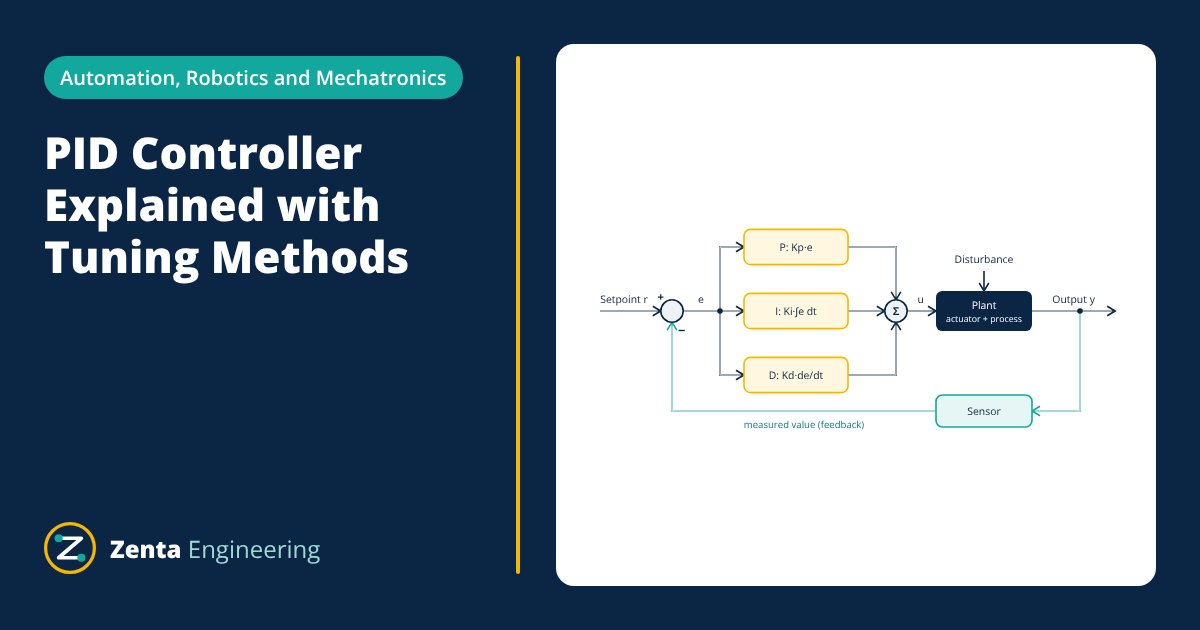 Automation, Robotics and Mechatronics
PID Controller
Explained with
Tuning Methods
Zenta Engineering
Setpoint r
+
−
e
P: Kp·e
I: Ki·∫e dt
D: Kd·de/dt
Σ
u
Disturbance
Plant
actuator + process
Output y
Sensor
measured value (feedback)